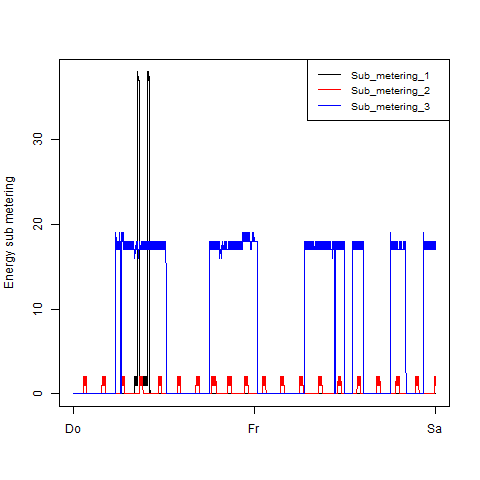 Sub_metering_1
Sub_metering_2
Sub_metering_3
Energy sub metering
30
20
10
0
Do Fr Sa